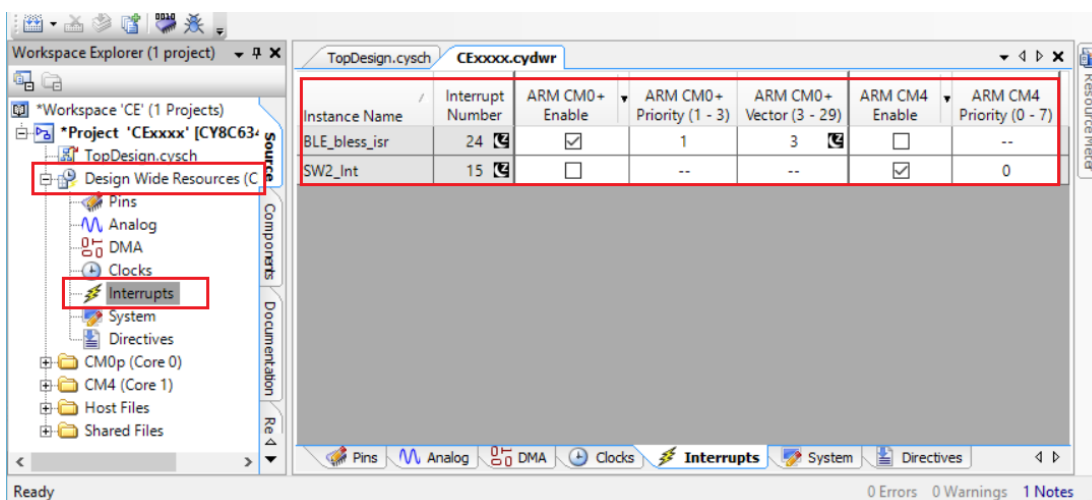 Workspace Explorer (1 project)
*Workspace 'CE' (1 Projects)
*Project 'CExxxx' [CY8C634
TopDesign.cysch
Design Wide Resources (C
Pins
Analog
DMA
Clocks
Interrupts
System
Directives
CM0p (Core 0)
CM4 (Core 1)
Host Files
Shared Files
Source
Components
Documentation
Re
TopDesign.cysch
CExxxx.cydwr
Instance Name
Interrupt Number
ARM CM0+ Enable
ARM CM0+ Priority (1 - 3)
ARM CM0+ Vector (3 - 29)
ARM CM4 Enable
ARM CM4 Priority (0 - 7)
BLE_bless_isr 24 1 3 --
SW2_Int 15 -- -- 0
Pins Analog DMA Clocks Interrupts System Directives
Resource Meter
Ready
0 Errors 0 Warnings 1 Notes